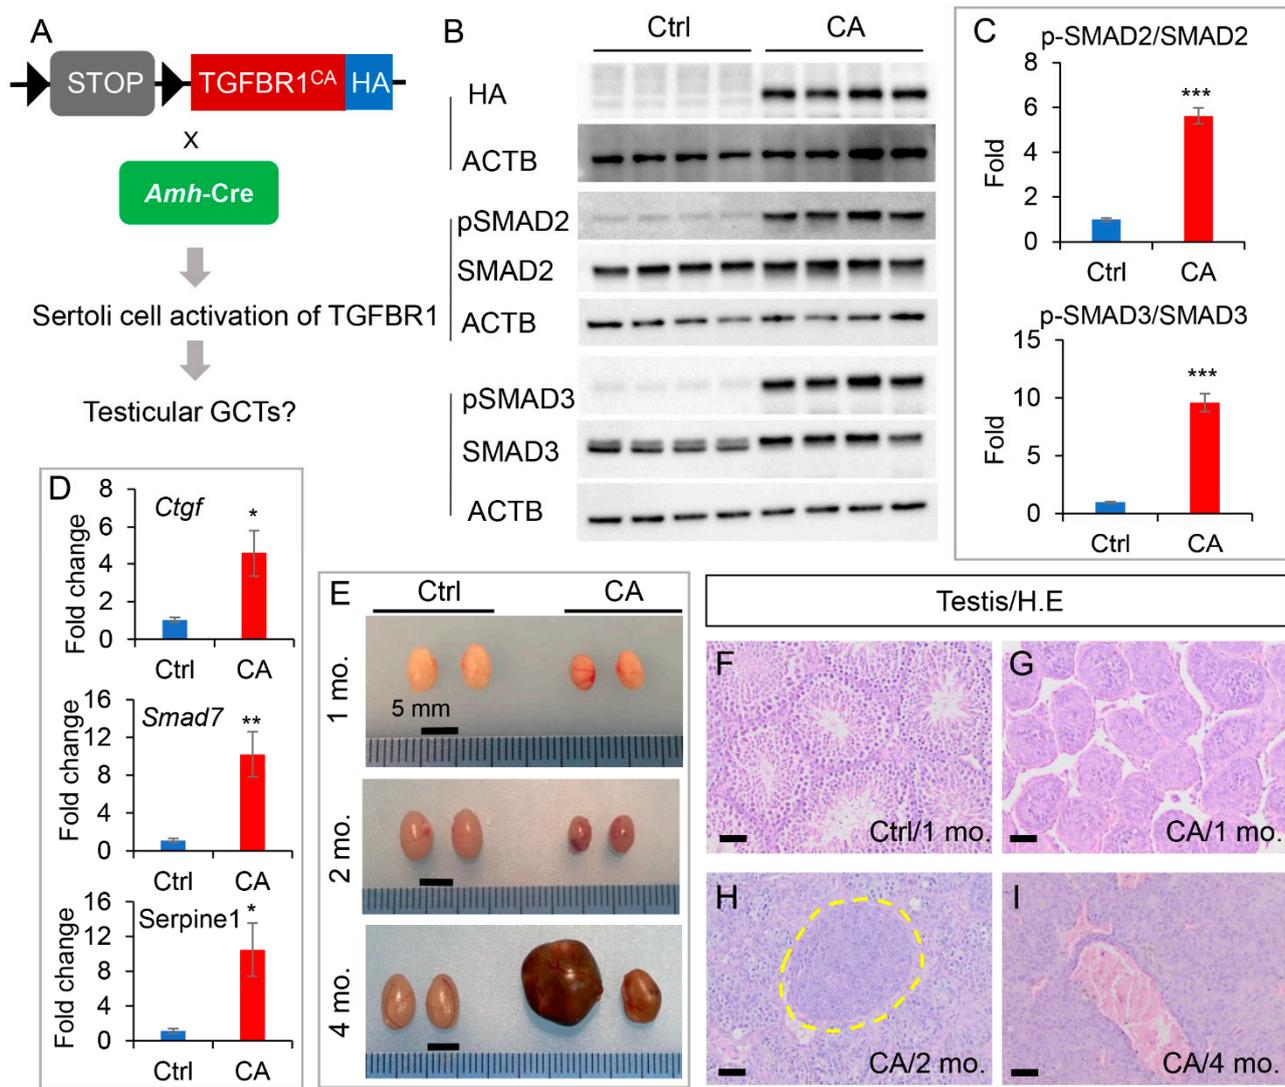 A
STOP
TGFBR1CA
HA
X
Amh-Cre
Sertoli cell activation of TGFBR1
Testicular GCTs?
B
Ctrl
CA
HA
ACTB
pSMAD2
SMAD2
ACTB
pSMAD3
SMAD3
ACTB
C
p-SMAD2/SMAD2
8
***
6
Fold
4
2
0
Ctrl
CA
p-SMAD3/SMAD3
15
***
10
Fold
5
0
Ctrl
CA
D
8
Ctgf
*
6
Fold change
4
2
0
Ctrl
CA
16
Smad7
**
12
Fold change
8
4
0
Ctrl
CA
16
Serpine1
*
12
Fold change
8
4
0
Ctrl
CA
E
Ctrl
CA
1 mo.
5 mm
2 mo.
4 mo.
Testis/H.E
F
Ctrl/1 mo.
G
CA/1 mo.
H
CA/2 mo.
I
CA/4 mo.